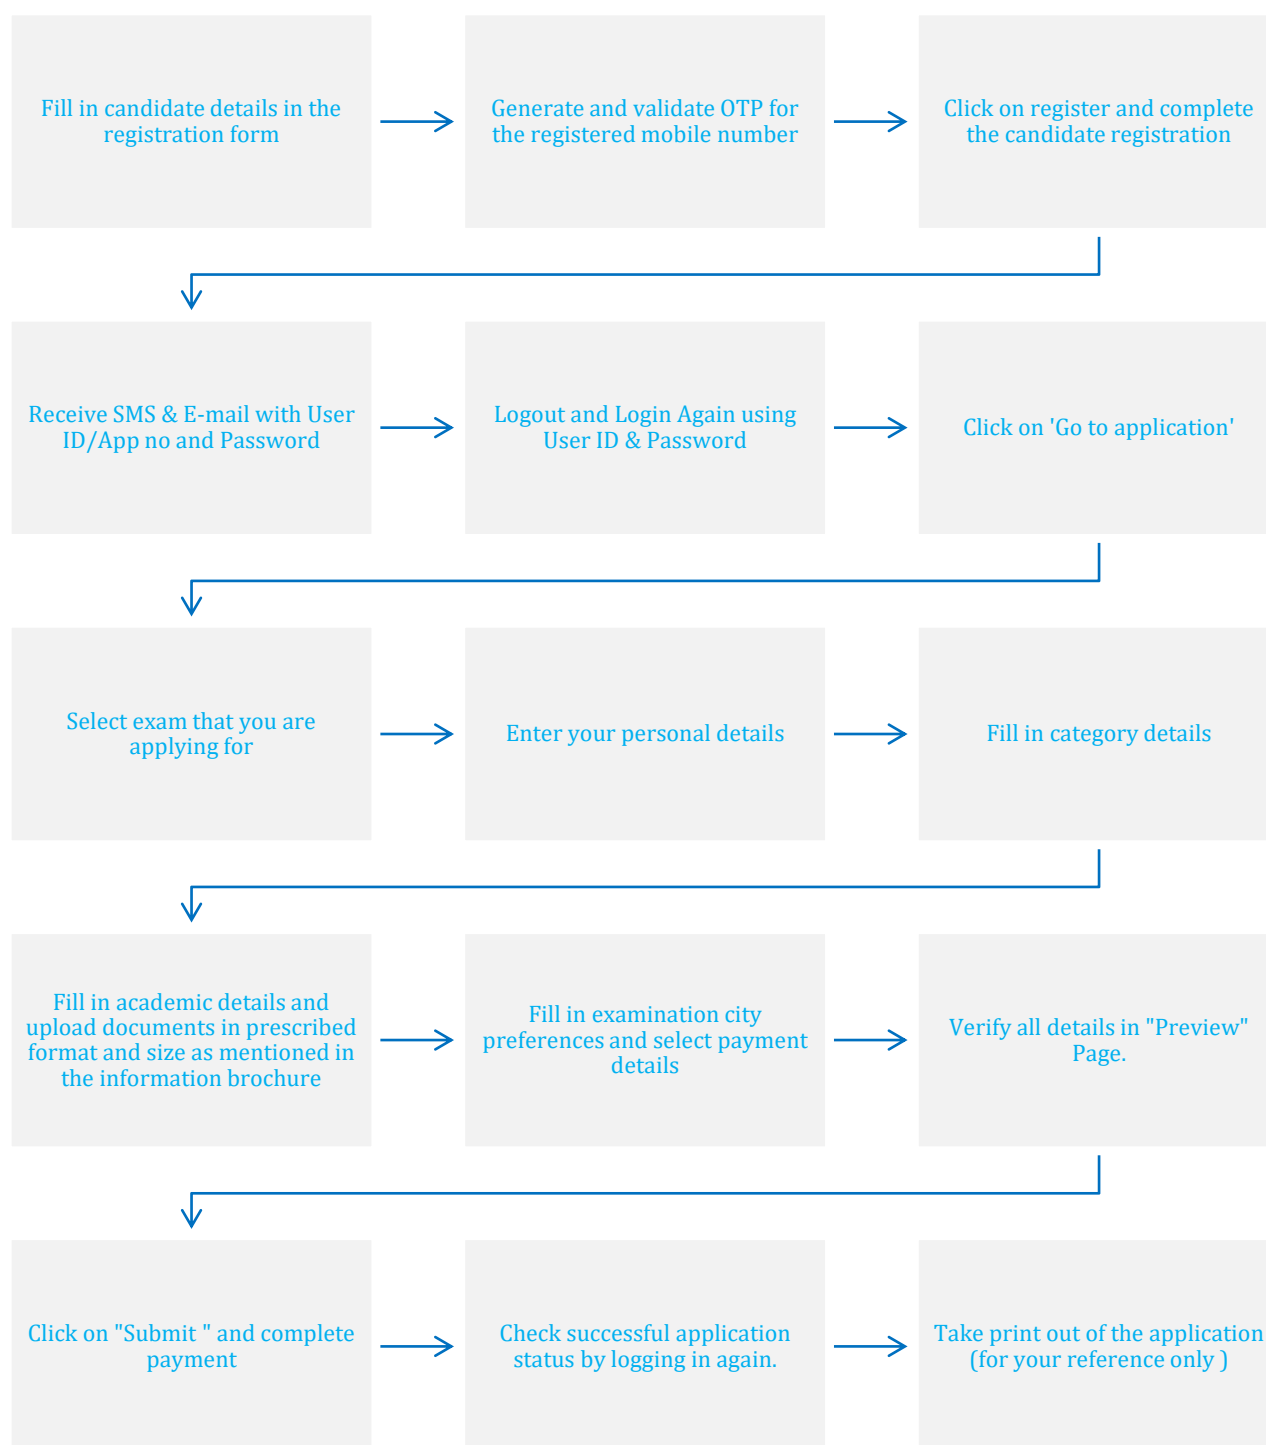 Fill in candidate details in the
registration form
Generate and validate OTP for
the registered mobile number
Click on register and complete
the candidate registration
Receive SMS & E-mail with User
ID/App no and Password
Logout and Login Again using
User ID & Password
Click on 'Go to application'
Select exam that you are
applying for
Enter your personal details
Fill in category details
Fill in academic details and
upload documents in prescribed
format and size as mentioned in
the information brochure
Fill in examination city
preferences and select payment
details
Verify all details in "Preview"
Page.
Click on "Submit " and complete
payment
Check successful application
status by logging in again.
Take print out of the application
(for your reference only )